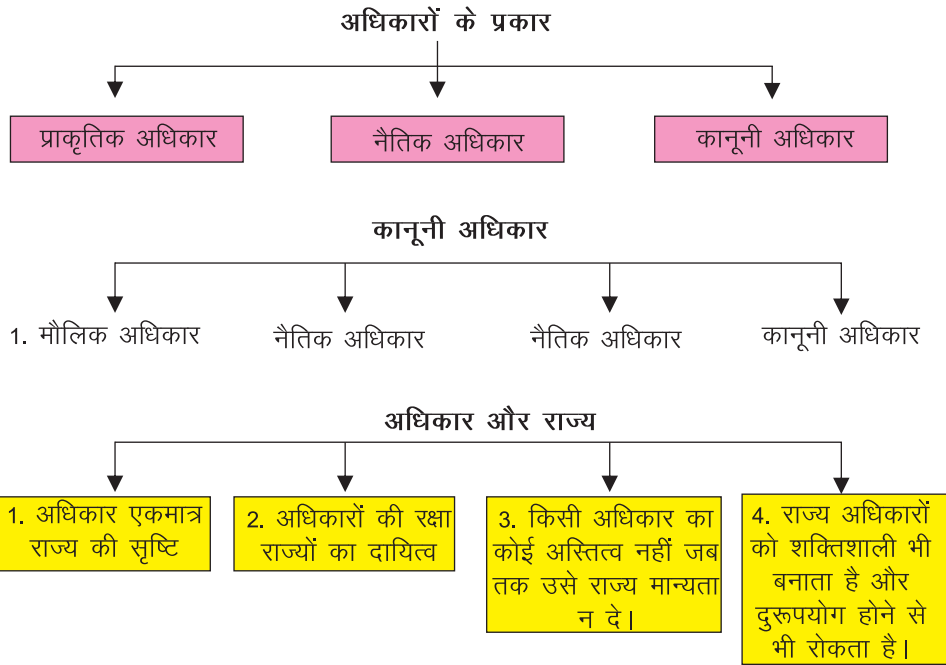 अधिकारों के प्रकार
प्राकृतिक अधिकार
नैतिक अधिकार
कानूनी अधिकार
कानूनी अधिकार
1. मौलिक अधिकार
नैतिक अधिकार
नैतिक अधिकार
कानूनी अधिकार
अधिकार और राज्य
1. अधिकार एकमात्र
राज्य की सृष्टि
2. अधिकारों की रक्षा
राज्यों का दायित्व
3. किसी अधिकार का
कोई अस्तित्व नहीं जब
तक उसे राज्य मान्यता
न दे।
4. राज्य अधिकारों
को शक्तिशाली भी
बनाता है और
दुरूपयोग होने से
भी रोकता है।